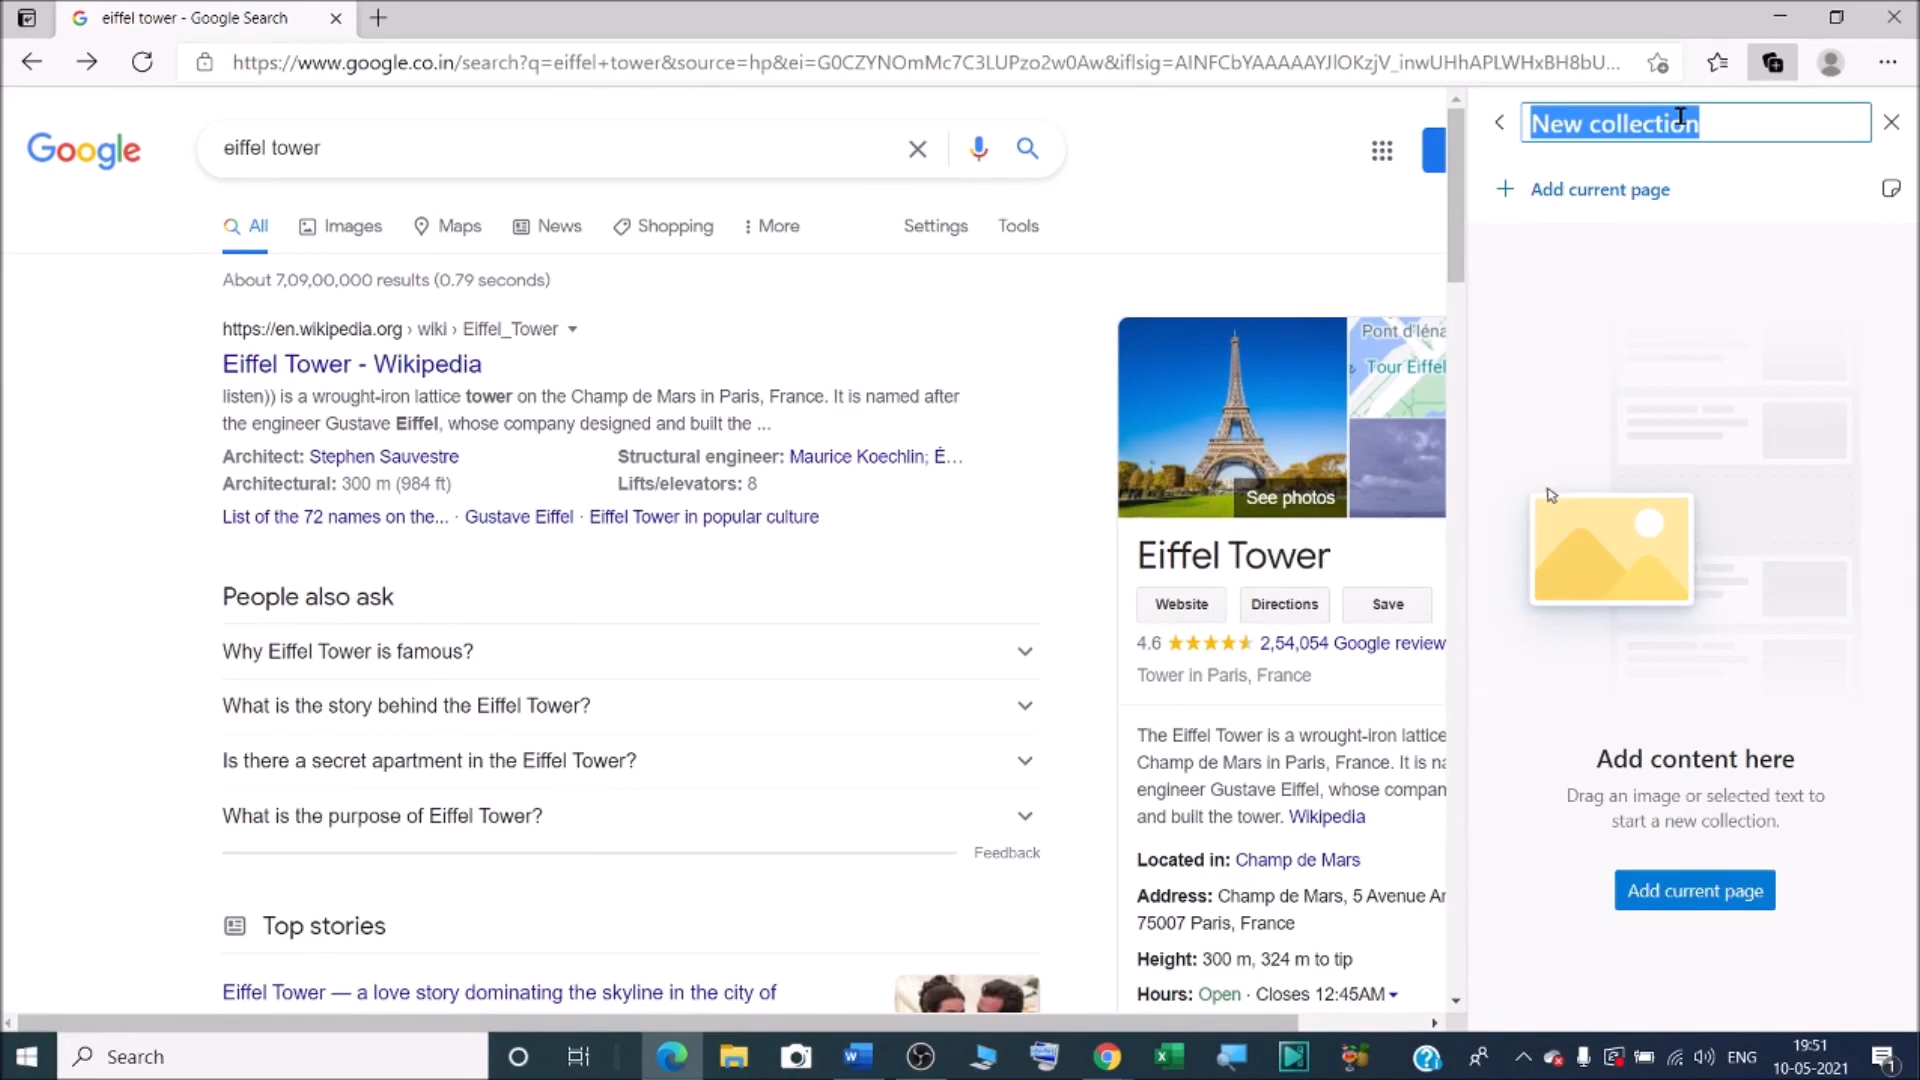 eiffel tower - Google Search
https://www.google.co.in/search?q=eiffel+tower&source=hp&ei=G0CZYNOmMc7C3LUPzo2w0Aw&iflsig=AINFCbYAAAAAYJlOKzjV_inwUHhAPLWHxBH8bU...
New collection
Add current page
Google
eiffel tower
All Images Maps News Shopping More Settings Tools
About 7,09,00,000 results (0.79 seconds)
https://en.wikipedia.org › wiki › Eiffel_Tower
Eiffel Tower - Wikipedia
listen)) is a wrought-iron lattice tower on the Champ de Mars in Paris, France. It is named after
the engineer Gustave Eiffel, whose company designed and built the ...
Architect: Stephen Sauvestre Structural engineer: Maurice Koechlin; É...
Architectural: 300 m (984 ft) Lifts/elevators: 8
List of the 72 names on the... · Gustave Eiffel · Eiffel Tower in popular culture
People also ask
Why Eiffel Tower is famous?
What is the story behind the Eiffel Tower?
Is there a secret apartment in the Eiffel Tower?
What is the purpose of Eiffel Tower?
Feedback
Top stories
Eiffel Tower — a love story dominating the skyline in the city of
Pont d'Iéna
Tour Eiffel
See photos
Eiffel Tower
Website Directions Save
4.6 2,54,054 Google review
Tower in Paris, France
The Eiffel Tower is a wrought-iron lattice
Champ de Mars in Paris, France. It is na
engineer Gustave Eiffel, whose compan
and built the tower. Wikipedia
Located in: Champ de Mars
Address: Champ de Mars, 5 Avenue An
75007 Paris, France
Height: 300 m, 324 m to tip
Hours: Open · Closes 12:45AM
Add content here
Drag an image or selected text to
start a new collection.
Add current page
Search
ENG
19:51
10-05-2021
1